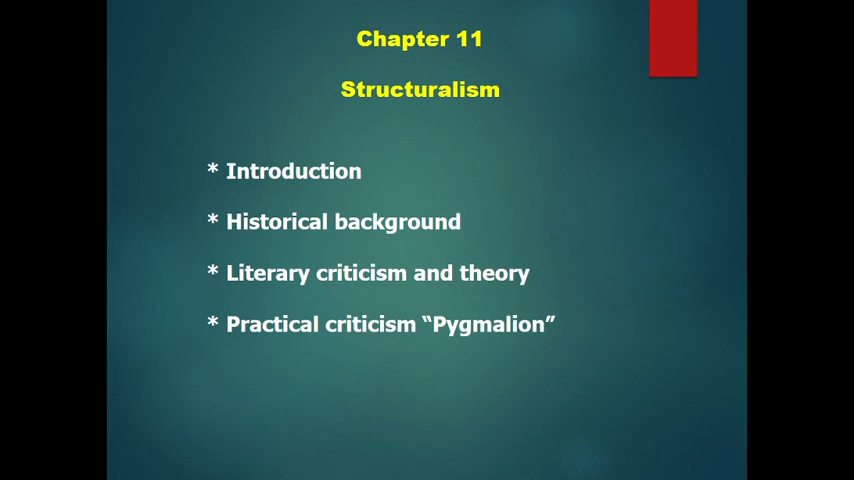 Chapter 11
Structuralism
* Introduction
* Historical background
* Literary criticism and theory
* Practical criticism “Pygmalion”